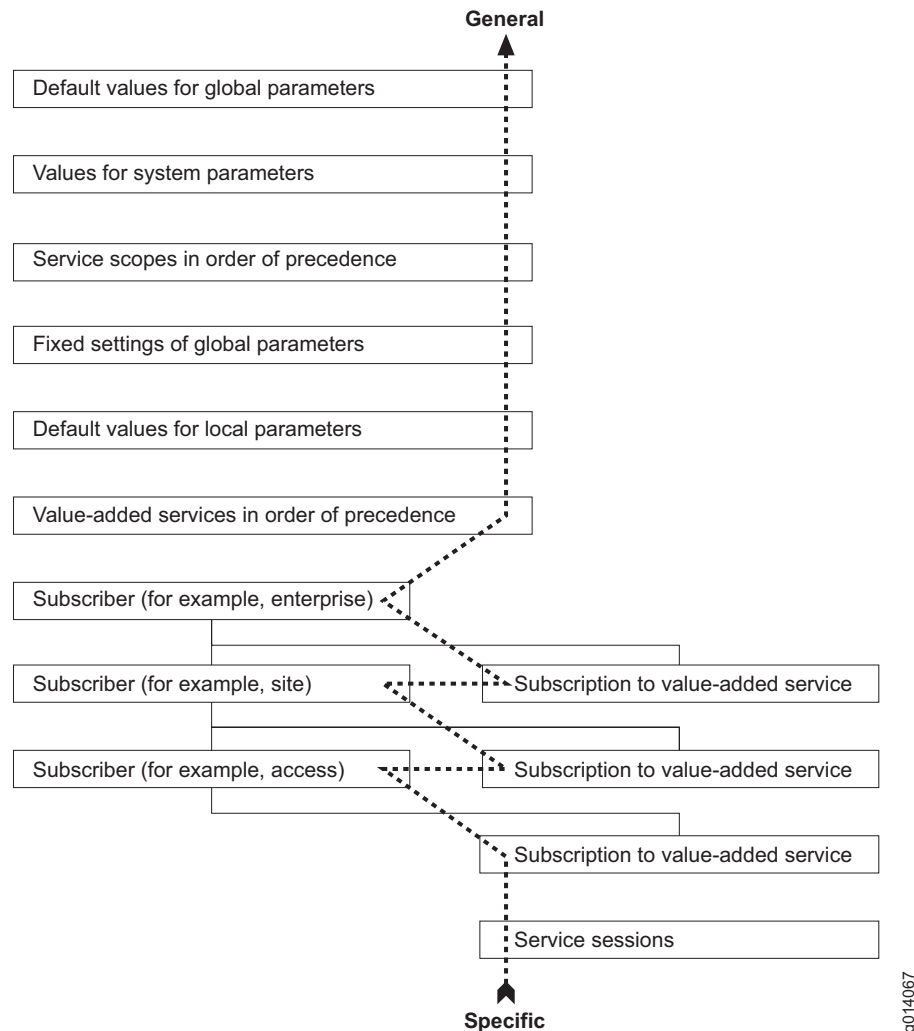 General
Default values for global parameters
Values for system parameters
Service scopes in order of precedence
Fixed settings of global parameters
Default values for local parameters
Value-added services in order of precedence
Subscriber (for example, enterprise)
Subscriber (for example, site)
Subscription to value-added service
Subscriber (for example, access)
Subscription to value-added service
Subscription to value-added service
Service sessions
Specific
g014067